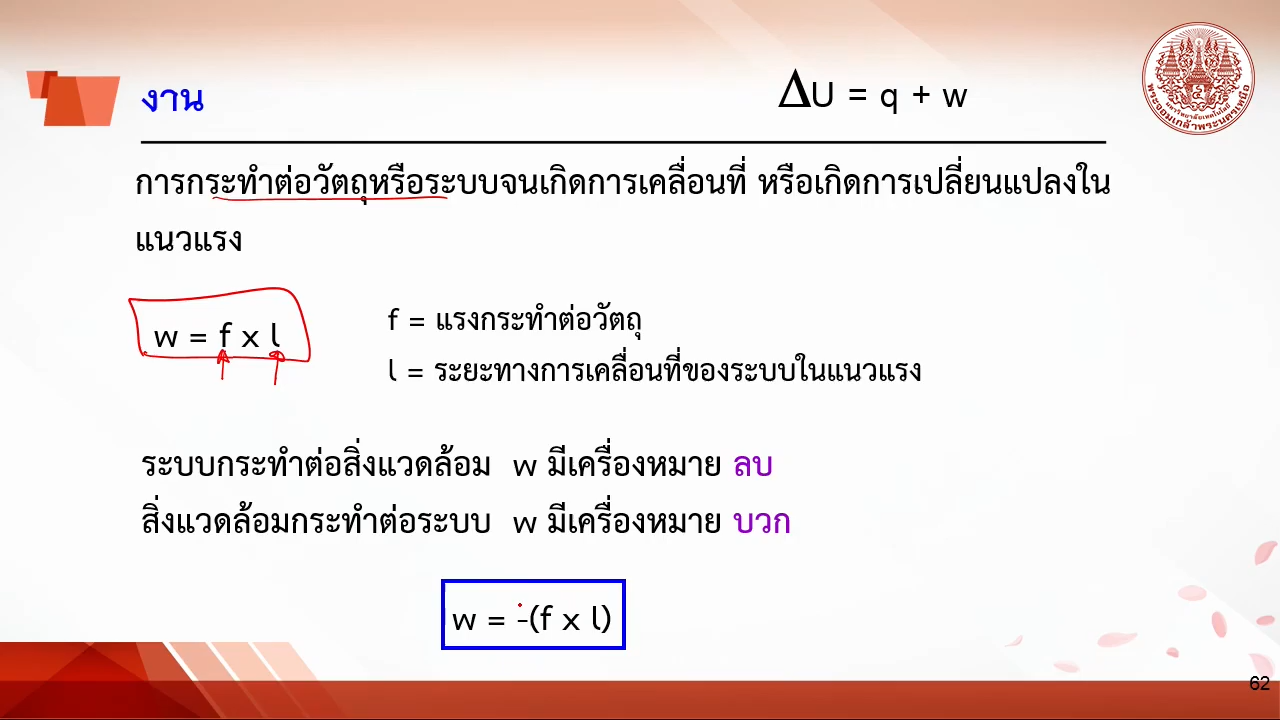 งาน
ΔU = q + w
การกระทำต่อวัตถุหรือระบบจนเกิดการเคลื่อนที่ หรือเกิดการเปลี่ยนแปลงใน
แนวแรง
w = f x l
f = แรงกระทำต่อวัตถุ
l = ระยะทางการเคลื่อนที่ของระบบในแนวแรง
ระบบกระทำต่อสิ่งแวดล้อม w มีเครื่องหมาย ลบ
สิ่งแวดล้อมกระทำต่อระบบ w มีเครื่องหมาย บวก
w = -(f x l)
62